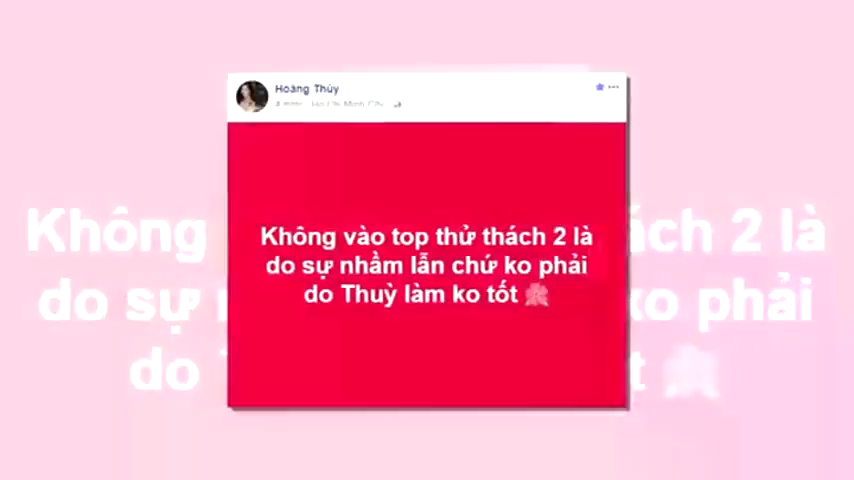 Hoàng Thúy
Không vào top thử thách 2 là
do sự nhầm lẫn chứ ko phải
do Thuỳ làm ko tốt